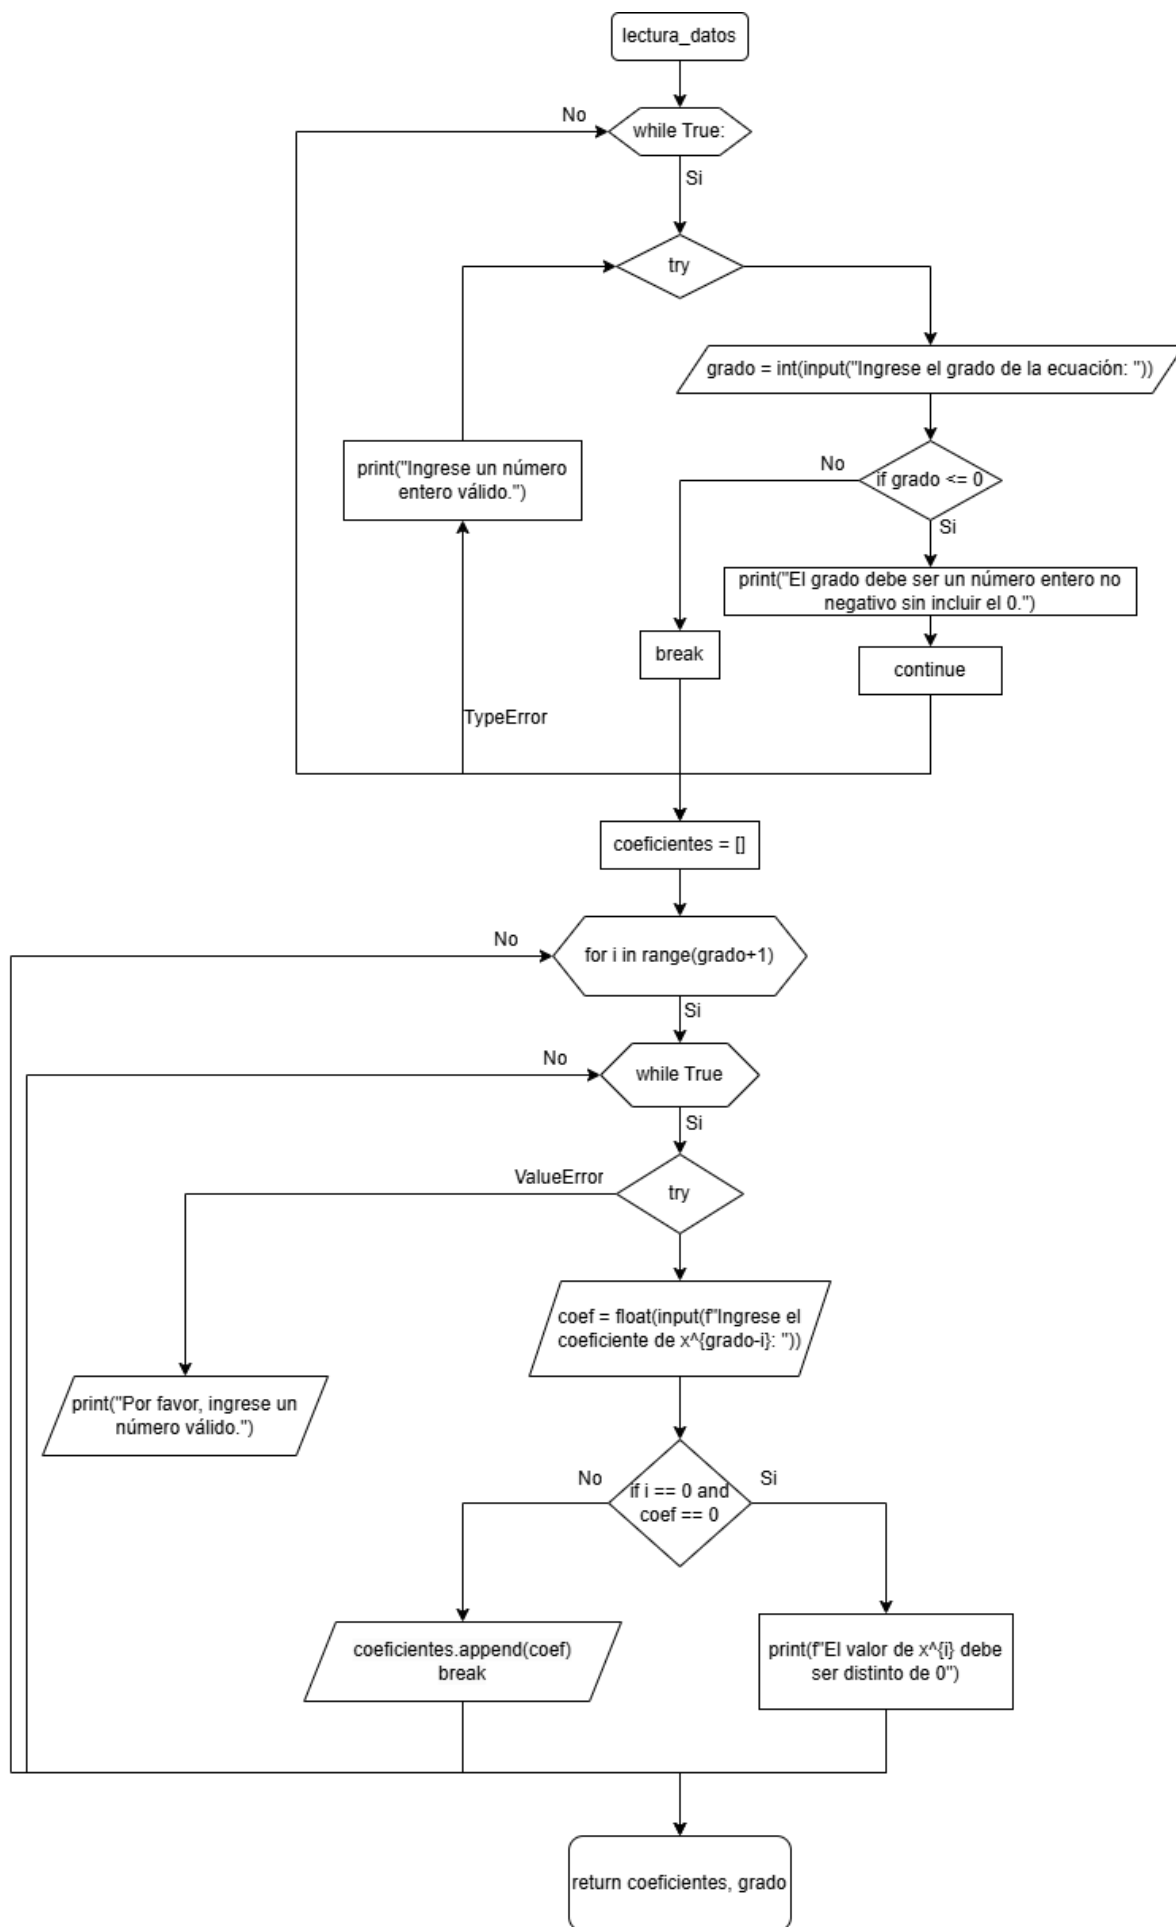 lectura_datos
No
while True:
Si
try
grado = int(input("Ingrese el grado de la ecuación: "))
print("Ingrese un número
entero válido.")
No
if grado <= 0
Si
print("El grado debe ser un número entero no
negativo sin incluir el 0.")
break
continue
TypeError
coeficientes = []
No
for i in range(grado+1)
Si
No
while True
Si
ValueError
try
coef = float(input(f"Ingrese el
coeficiente de x^{grado-i}: "))
print("Por favor, ingrese un
número válido.")
No
if i == 0 and
coef == 0
Si
coeficientes.append(coef)
break
print(f"El valor de x^{i} debe
ser distinto de 0")
return coeficientes, grado